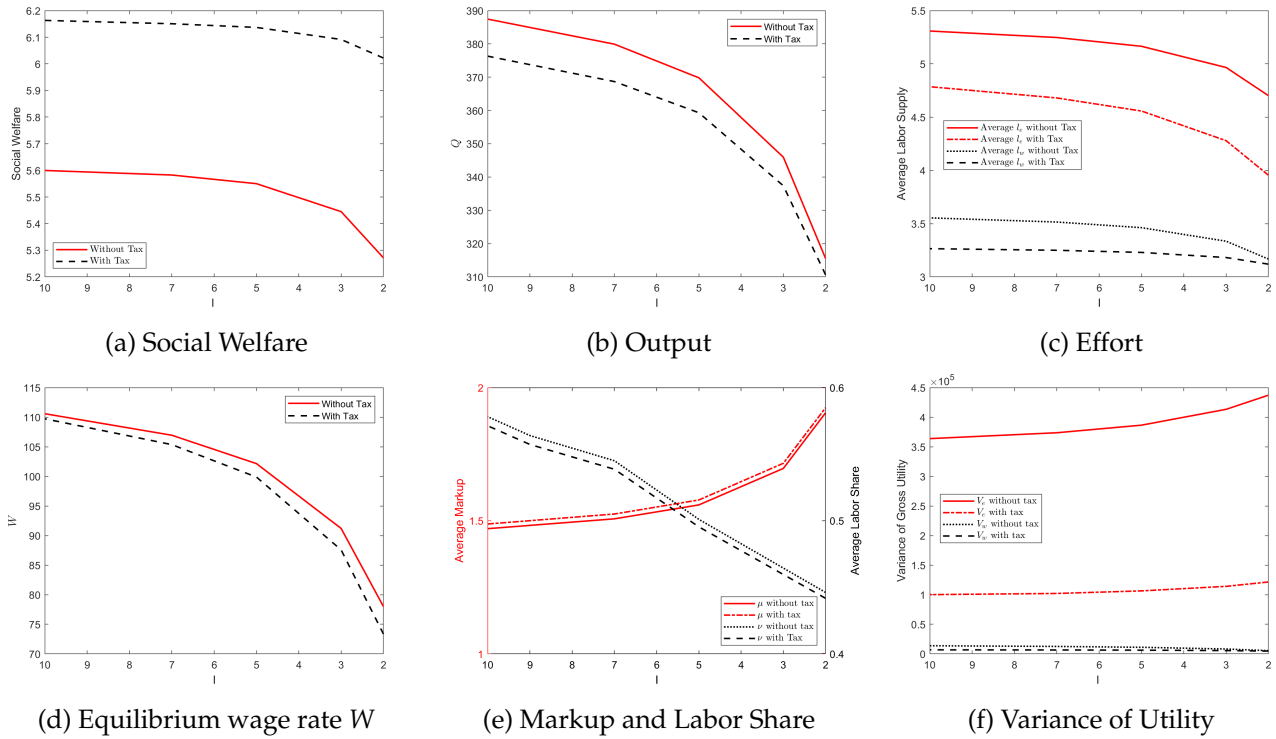 6.2
6.1
6
5.9
5.8
5.7
5.6
5.5
5.4
5.3
5.2
Social Welfare
Without Tax
With Tax
10 9 8 7 6 5 4 3 2
I
(a) Social Welfare
390
380
370
360
350
340
330
320
310
Q
Without Tax
With Tax
10 9 8 7 6 5 4 3 2
I
(b) Output
5.5
5
4.5
4
3.5
3
Average Labor Supply
Average l_e without Tax
Average l_e with Tax
Average l_w without Tax
Average l_w with Tax
10 9 8 7 6 5 4 3 2
I
(c) Effort
115
110
105
100
95
90
85
80
75
70
W
Without Tax
With Tax
10 9 8 7 6 5 4 3 2
I
(d) Equilibrium wage rate W
2
1.5
1
Average Markup
0.6
0.5
0.4
Average Labor Share
μ without tax
μ with tax
ν without tax
ν with Tax
10 9 8 7 6 5 4 3 2
I
(e) Markup and Labor Share
×10^5
4.5
4
3.5
3
2.5
2
1.5
1
0.5
0
Variance of Gross Utility
V_e without tax
V_e with tax
V_w without tax
V_w with tax
10 9 8 7 6 5 4 3 2
I
(f) Variance of Utility